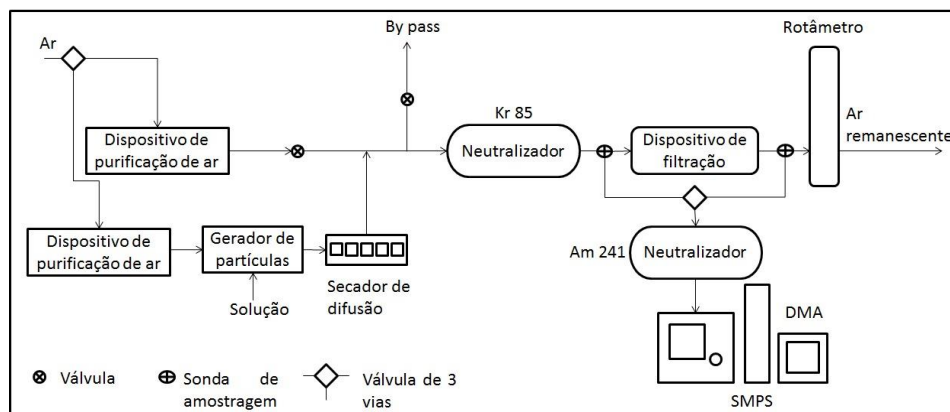 By pass
Rotâmetro
Ar
Kr 85
Dispositivo de
purificação de ar
Neutralizador
Dispositivo de
filtração
Ar
remanescente
Dispositivo de
purificação de ar
Gerador de
partículas
Am 241
Neutralizador
Solução
Secador de
difusão
DMA
Válvula
Sonda de
amostragem
Válvula de 3
vias
SMPS